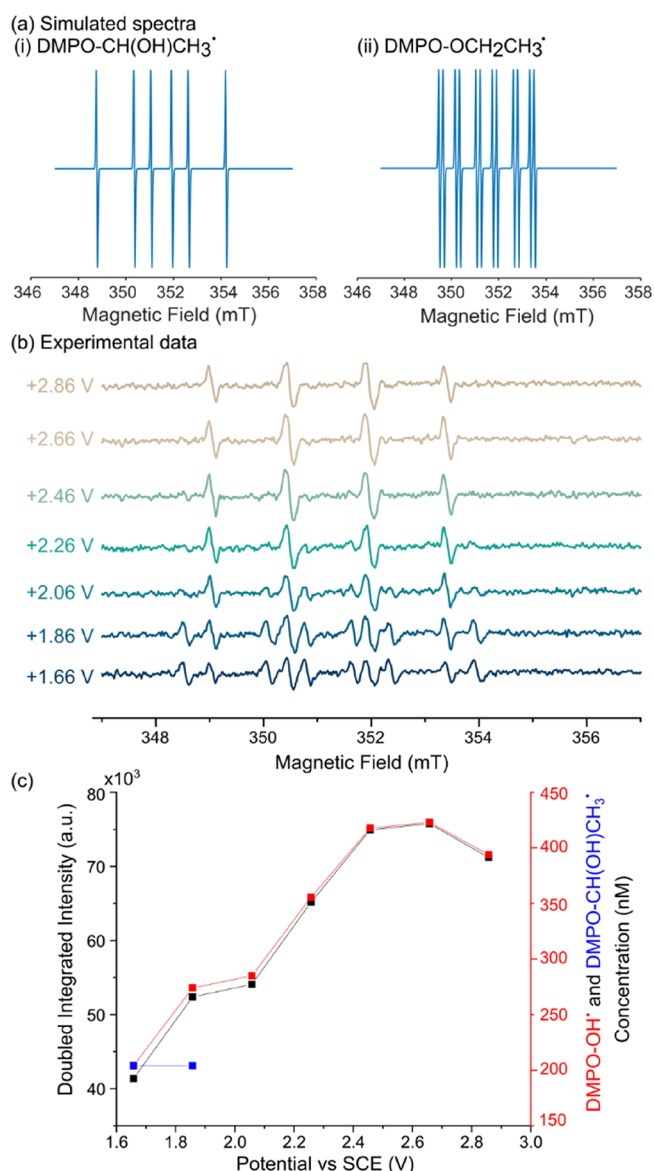 (a) Simulated spectra
(i) DMPO-CH(OH)CH₃˙
(ii) DMPO-OCH₂CH₃˙
346 348 350 352 354 356 358
Magnetic Field (mT)
346 348 350 352 354 356 358
Magnetic Field (mT)
(b) Experimental data
+2.86 V
+2.66 V
+2.46 V
+2.26 V
+2.06 V
+1.86 V
+1.66 V
348 350 352 354 356
Magnetic Field (mT)
(c)
x10³
Doubled Integrated Intensity (a.u.)
80
70
60
50
40
450
400
350
300
250
200
150
DMPO-OH˙ and DMPO-CH(OH)CH₃˙
Concentration (nM)
1.6 1.8 2.0 2.2 2.4 2.6 2.8 3.0
Potential vs SCE (V)